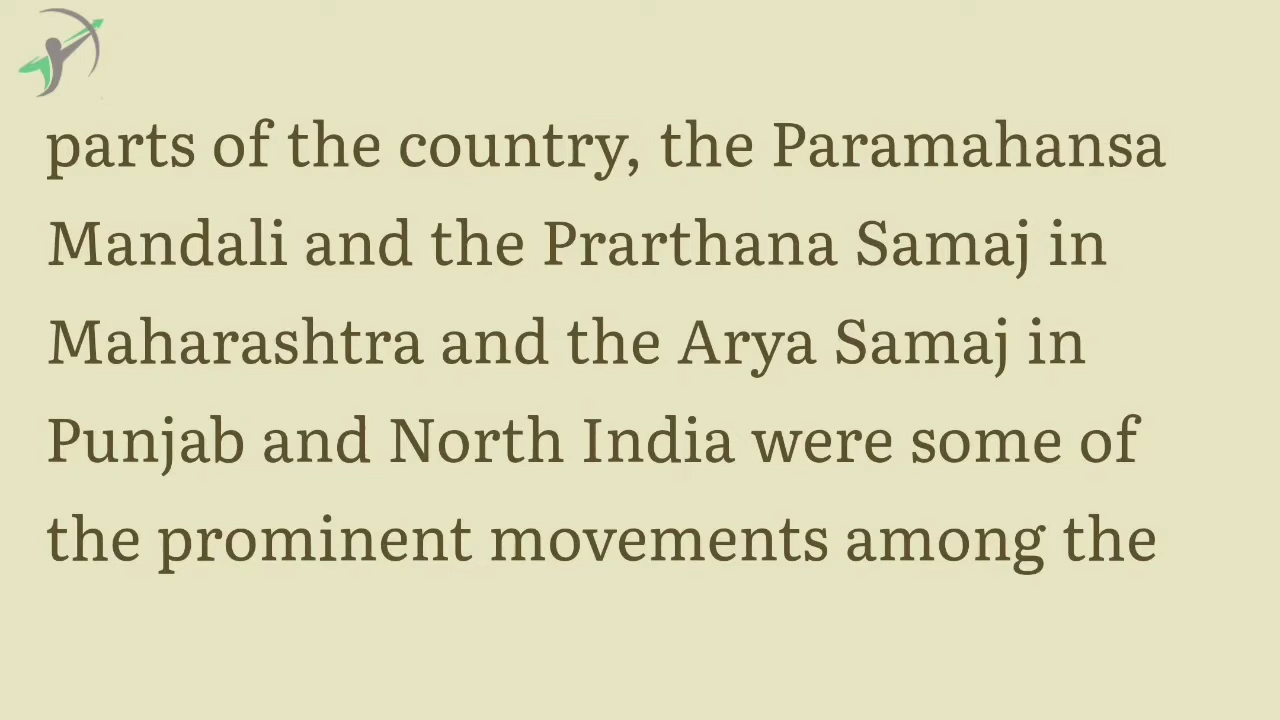 parts of the country, the Paramahansa
Mandali and the Prarthana Samaj in
Maharashtra and the Arya Samaj in
Punjab and North India were some of
the prominent movements among the